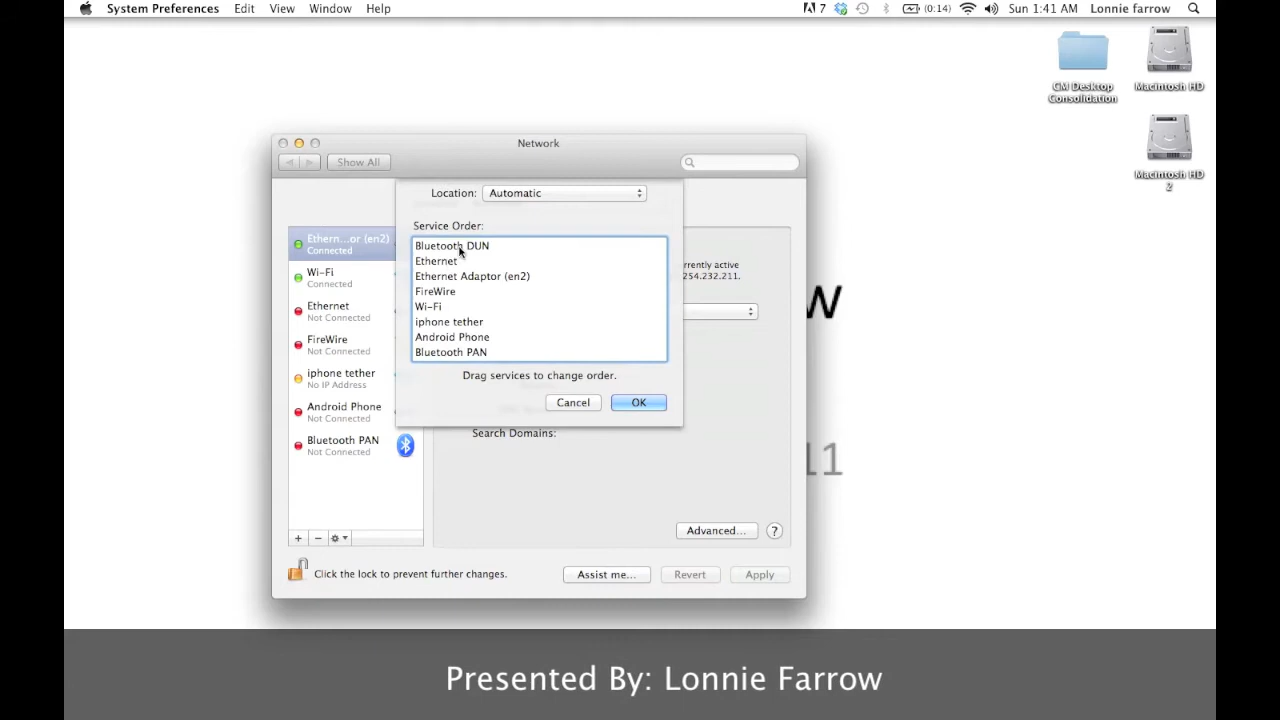 System Preferences Edit View Window Help
7 (0:14) Sun 1:41 AM Lonnie farrow
CM Desktop
Consolidation
Macintosh HD
Macintosh HD
2
Network
Show All
Location: Automatic
Service Order:
Bluetooth DUN
Ethernet
Ethernet Adaptor (en2)
FireWire
Wi-Fi
iphone tether
Android Phone
Bluetooth PAN
Drag services to change order.
Cancel OK
Ethern...or (en2)
Connected
Wi-Fi
Connected
Ethernet
Not Connected
FireWire
Not Connected
iphone tether
No IP Address
Android Phone
Not Connected
Bluetooth PAN
Not Connected
rrently active
254.232.211.
Search Domains:
Advanced... ?
+ −
Click the lock to prevent further changes.
Assist me... Revert Apply
w
11
Presented By: Lonnie Farrow